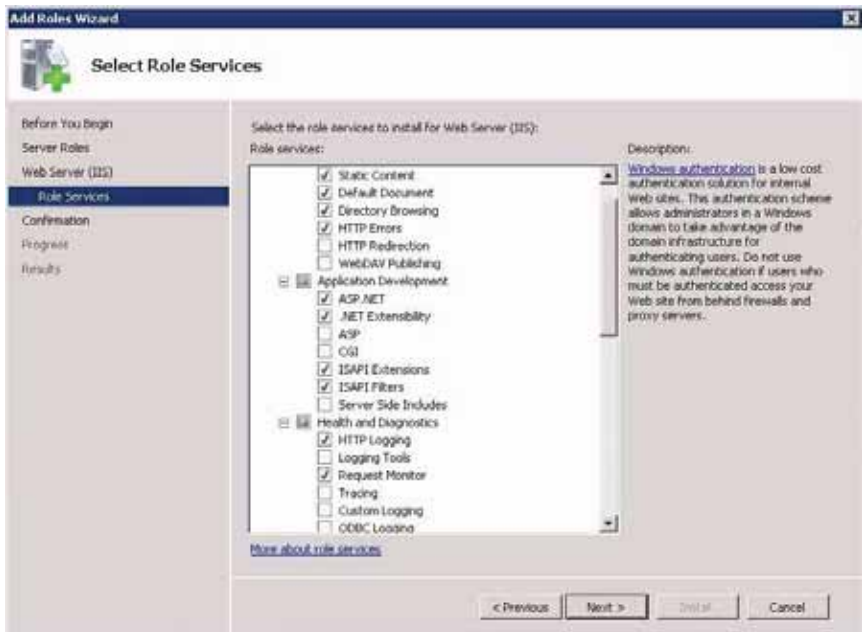 Add Roles Wizard
Select Role Services
Before You Begin
Server Roles
Web Server (IIS)
Role Services
Confirmation
Progress
Results
Select the role services to install for Web Server (IIS):
Role services:
Static Content
Default Document
Directory Browsing
HTTP Errors
HTTP Redirection
WebDAV Publishing
Application Development
ASP.NET
.NET Extensibility
ASP
CGI
ISAPI Extensions
ISAPI Filters
Server Side Includes
Health and Diagnostics
HTTP Logging
Logging Tools
Request Monitor
Tracing
Custom Logging
ODBC Logging
More about role services
Description:
Windows authentication is a low cost
authentication solution for internal
Web sites. This authentication scheme
allows administrators in a Windows
domain to take advantage of the
domain infrastructure for
authenticating users. Do not use
Windows authentication if users who
must be authenticated access your
Web site from behind firewalls and
proxy servers.
< Previous
Next >
Install
Cancel